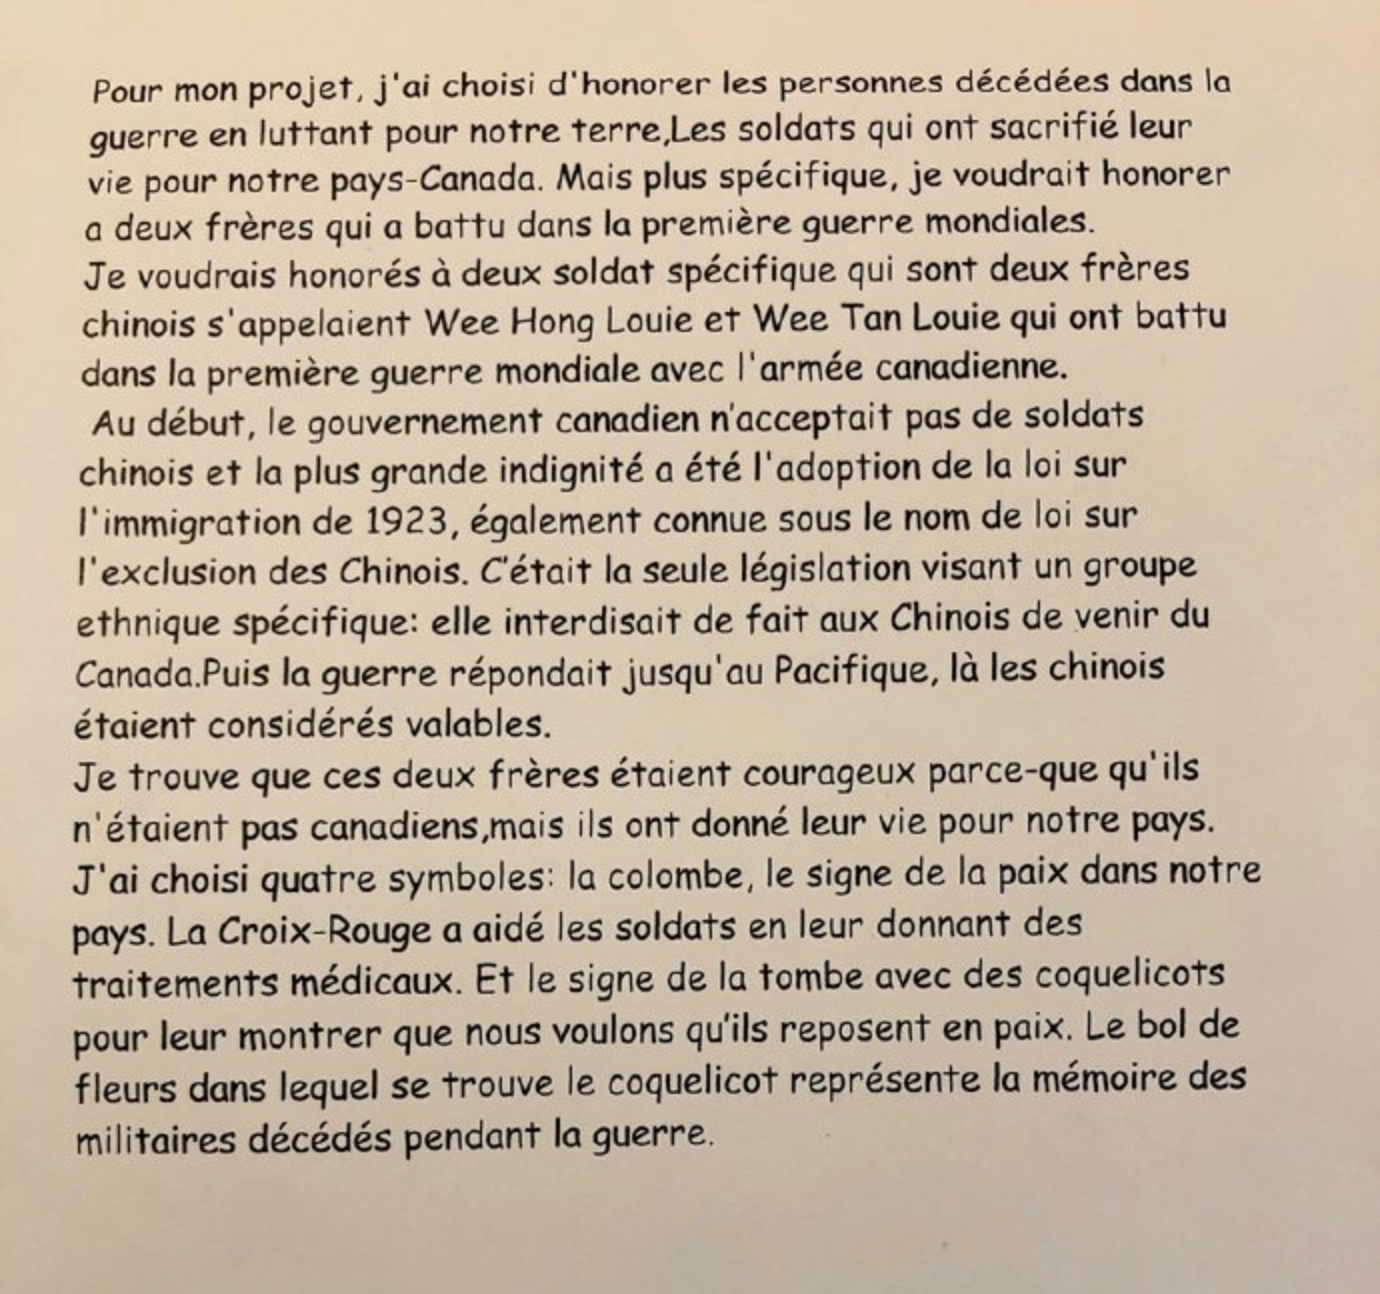 Pour mon projet, j'ai choisi d'honorer les personnes décédées dans la
guerre en luttant pour notre terre,Les soldats qui ont sacrifié leur
vie pour notre pays-Canada. Mais plus spécifique, je voudrait honorer
a deux frères qui a battu dans la première guerre mondiales.
Je voudrais honorés à deux soldat spécifique qui sont deux frères
chinois s'appelaient Wee Hong Louie et Wee Tan Louie qui ont battu
dans la première guerre mondiale avec l'armée canadienne.
Au début, le gouvernement canadien n'acceptait pas de soldats
chinois et la plus grande indignité a été l'adoption de la loi sur
l'immigration de 1923, également connue sous le nom de loi sur
l'exclusion des Chinois. C'était la seule législation visant un groupe
ethnique spécifique: elle interdisait de fait aux Chinois de venir du
Canada.Puis la guerre répondait jusqu'au Pacifique, là les chinois
étaient considérés valables.
Je trouve que ces deux frères étaient courageux parce-que qu'ils
n'étaient pas canadiens,mais ils ont donné leur vie pour notre pays.
J'ai choisi quatre symboles: la colombe, le signe de la paix dans notre
pays. La Croix-Rouge a aidé les soldats en leur donnant des
traitements médicaux. Et le signe de la tombe avec des coquelicots
pour leur montrer que nous voulons qu'ils reposent en paix. Le bol de
fleurs dans lequel se trouve le coquelicot représente la mémoire des
militaires décédés pendant la guerre.